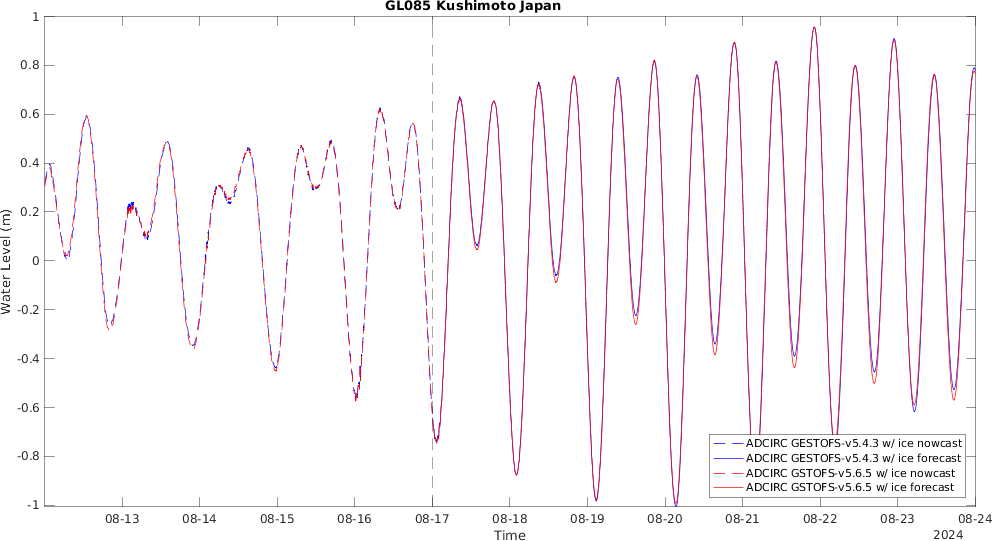 GL085 Kushimoto Japan
1
0.8
0.6
0.4
0.2
0
-0.2
-0.4
-0.6
-0.8
-1
Water Level (m)
ADCIRC GESTOFS-v5.4.3 w/ ice nowcast
ADCIRC GESTOFS-v5.4.3 w/ ice forecast
ADCIRC GSTOFS-v5.6.5 w/ ice nowcast
ADCIRC GSTOFS-v5.6.5 w/ ice forecast
08-13 08-14 08-15 08-16 08-17 08-18 08-19 08-20 08-21 08-22 08-23 08-24
Time
2024